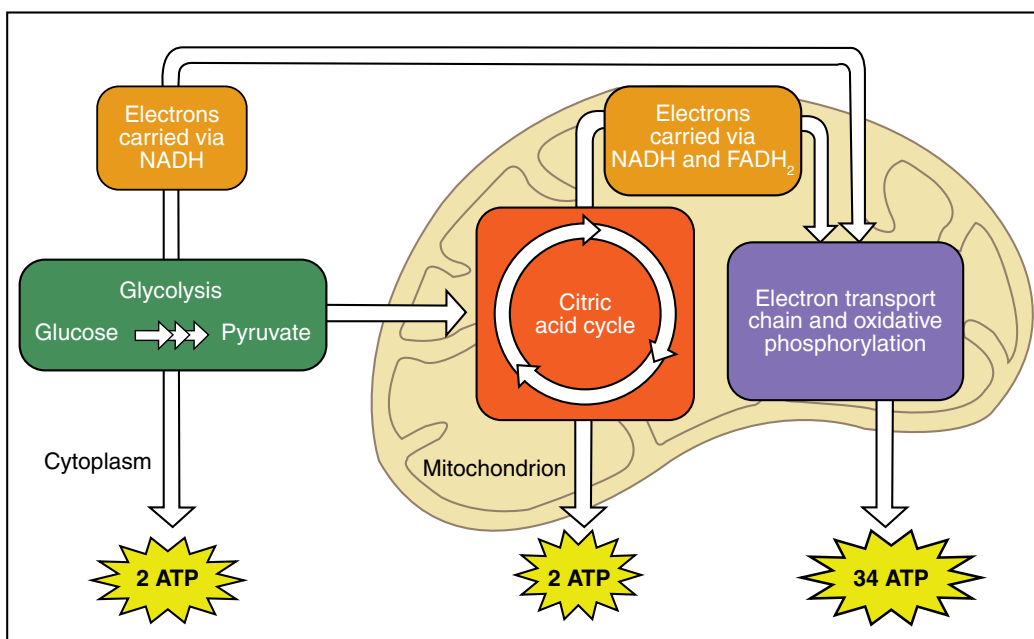 Electrons
carried via
NADH
Electrons
carried via
NADH and FADH₂
Glycolysis
Glucose Pyruvate
Citric
acid cycle
Electron transport
chain and oxidative
phosphorylation
Cytoplasm
Mitochondrion
2 ATP
2 ATP
34 ATP